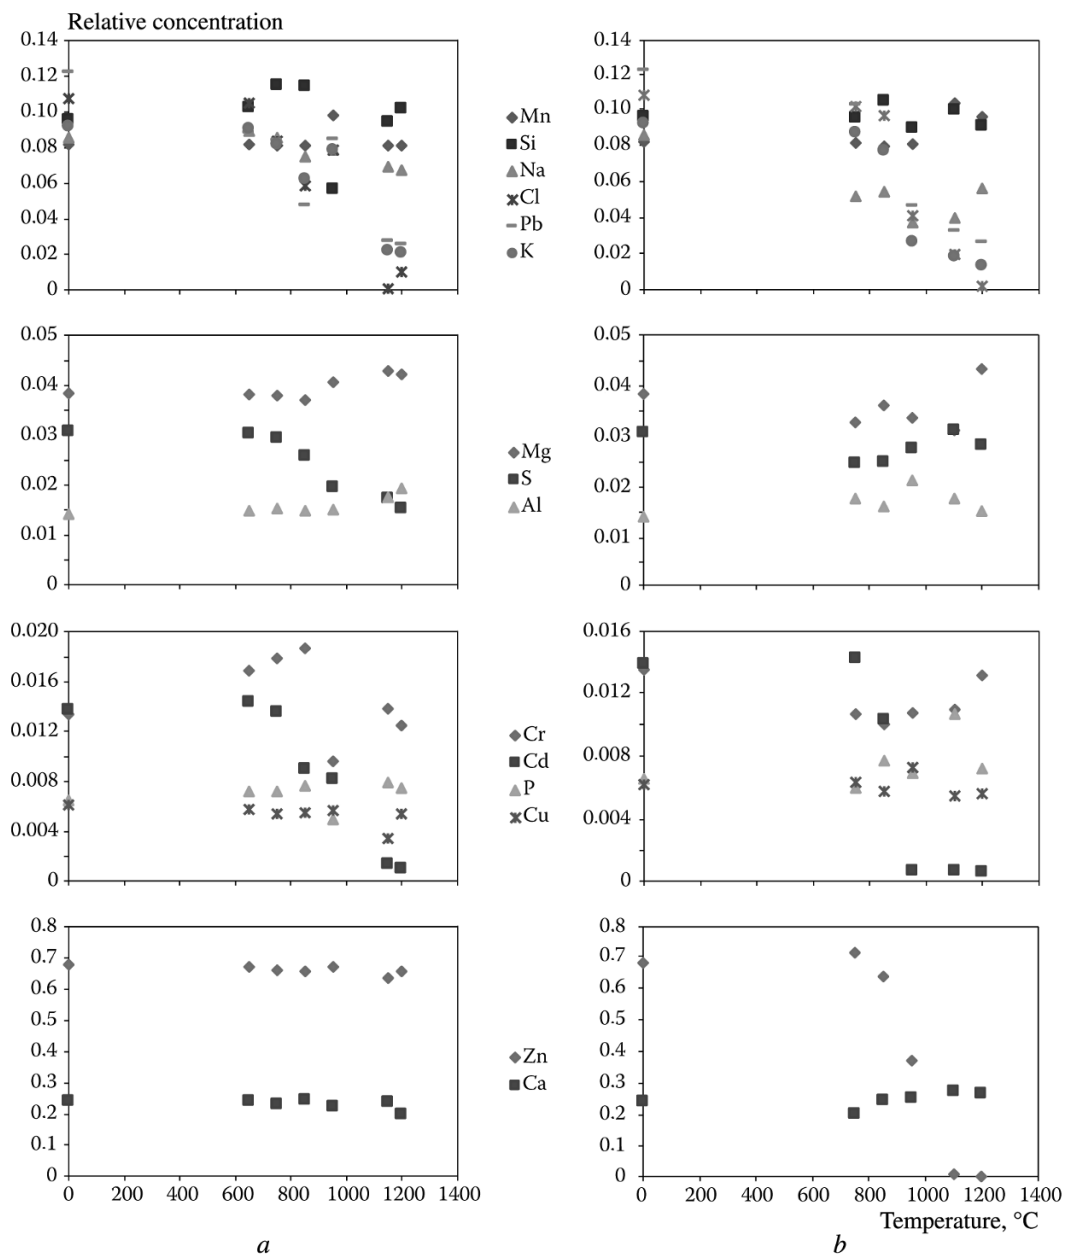 Relative concentration
0.14 0.14
0.12 0.12
0.10 0.10
0.08 0.08
0.06 0.06
0.04 0.04
0.02 0.02
0 0
Mn
Si
Na
Cl
Pb
K
0.05 0.05
0.04 0.04
0.03 0.03
0.02 0.02
0.01 0.01
0 0
Mg
S
Al
0.020 0.016
0.016 0.012
0.012 0.008
0.008 0.004
0.004 0
0
Cr
Cd
P
Cu
0.8 0.8
0.7 0.7
0.6 0.6
0.5 0.5
0.4 0.4
0.3 0.3
0.2 0.2
0.1 0.1
0 0
Zn
Ca
0 200 400 600 800 1000 1200 1400 0 200 400 600 800 1000 1200 1400
Temperature, °C
a b